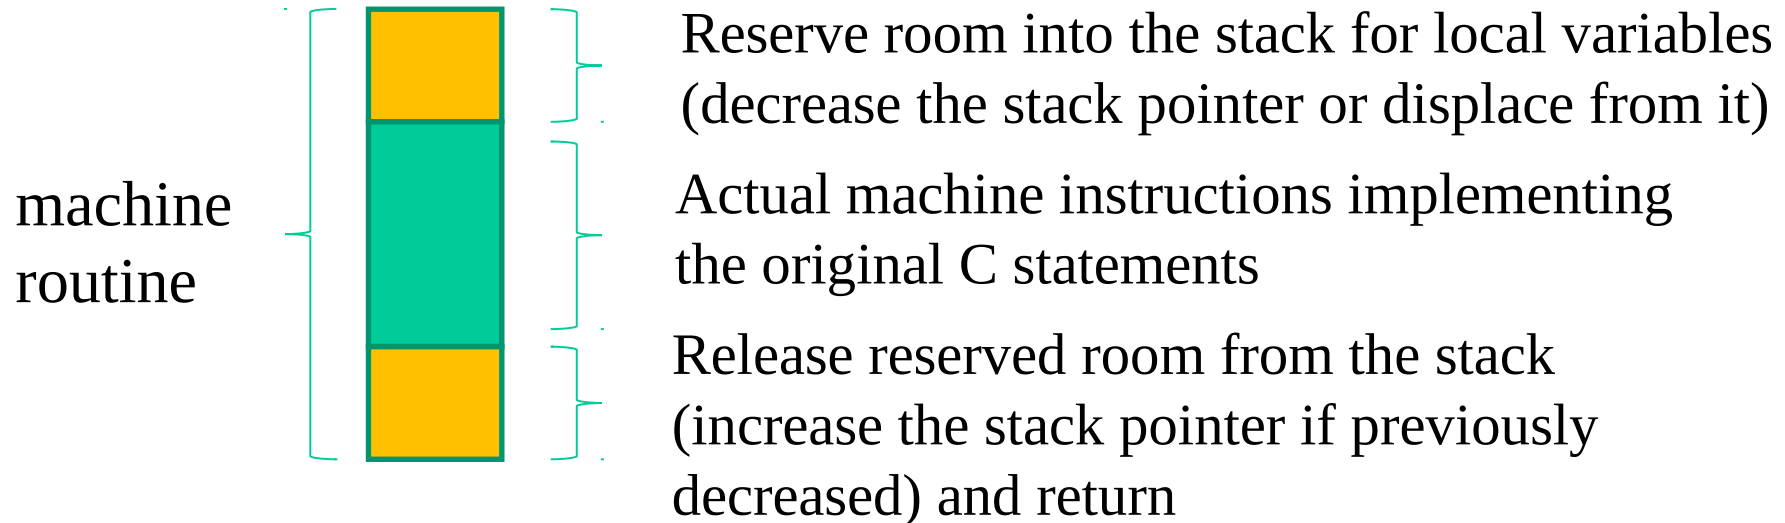 Reserve room into the stack for local variables
(decrease the stack pointer or displace from it)
machine
routine
Actual machine instructions implementing
the original C statements
Release reserved room from the stack
(increase the stack pointer if previously
decreased) and return